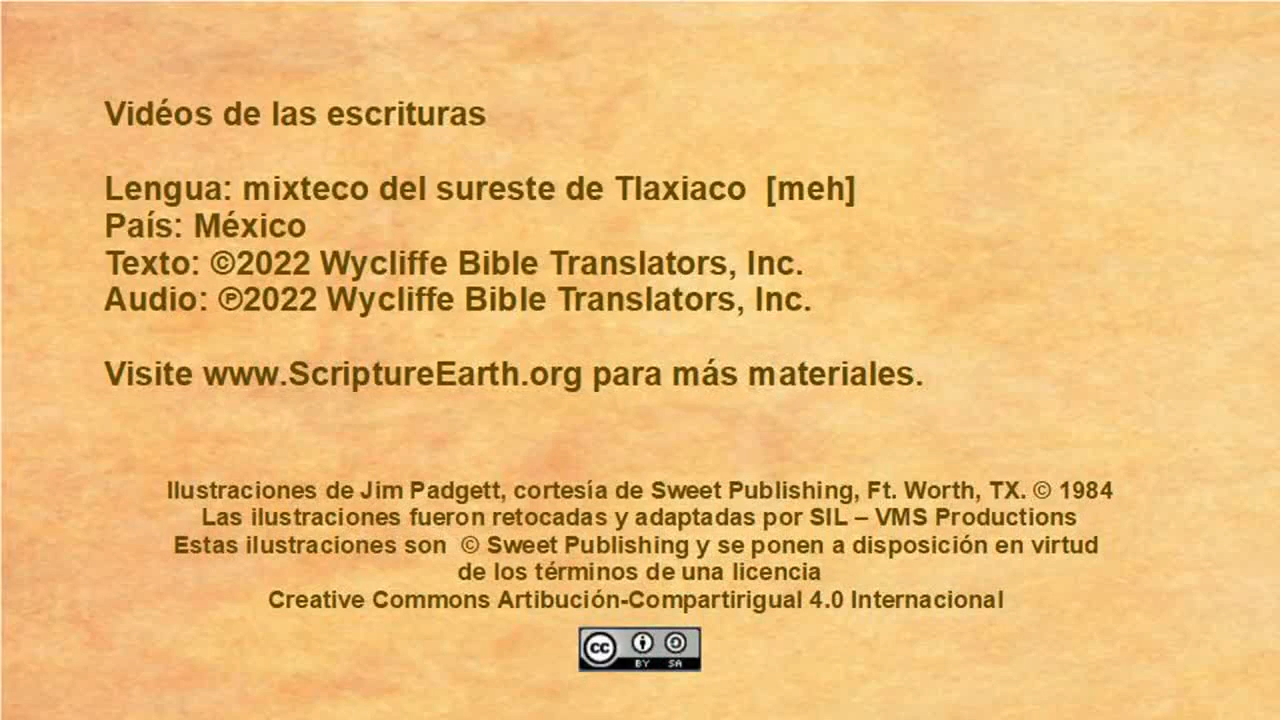 Vidéos de las escrituras
Lengua: mixteco del sureste de Tlaxiaco  [meh]
País: México
Texto: ©2022 Wycliffe Bible Translators, Inc.
Audio: ℗2022 Wycliffe Bible Translators, Inc.
Visite www.ScriptureEarth.org para más materiales.
Ilustraciones de Jim Padgett, cortesía de Sweet Publishing, Ft. Worth, TX. © 1984
Las ilustraciones fueron retocadas y adaptadas por SIL – VMS Productions
Estas ilustraciones son  © Sweet Publishing y se ponen a disposición en virtud
de los términos de una licencia
Creative Commons Artibución-Compartirigual 4.0 Internacional
cc BY SA